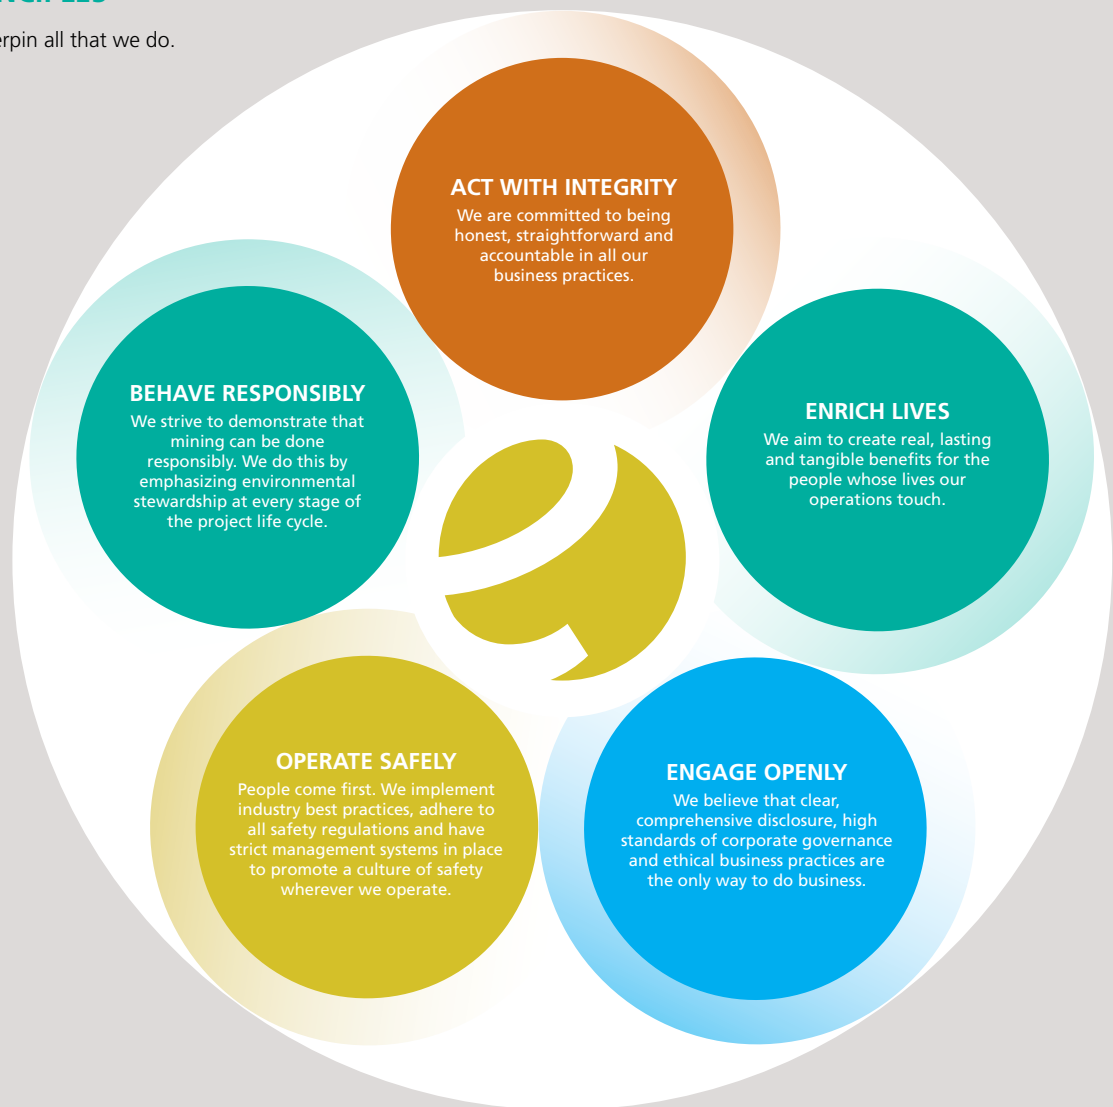 erpin all that we do.
ACT WITH INTEGRITY
We are committed to being
honest, straightforward and
accountable in all our
business practices.
BEHAVE RESPONSIBLY
We strive to demonstrate that
mining can be done
responsibly. We do this by
emphasizing environmental
stewardship at every stage of
the project life cycle.
ENRICH LIVES
We aim to create real, lasting
and tangible benefits for the
people whose lives our
operations touch.
OPERATE SAFELY
People come first. We implement
industry best practices, adhere to
all safety regulations and have
strict management systems in place
to promote a culture of safety
wherever we operate.
ENGAGE OPENLY
We believe that clear,
comprehensive disclosure, high
standards of corporate governance
and ethical business practices are
the only way to do business.